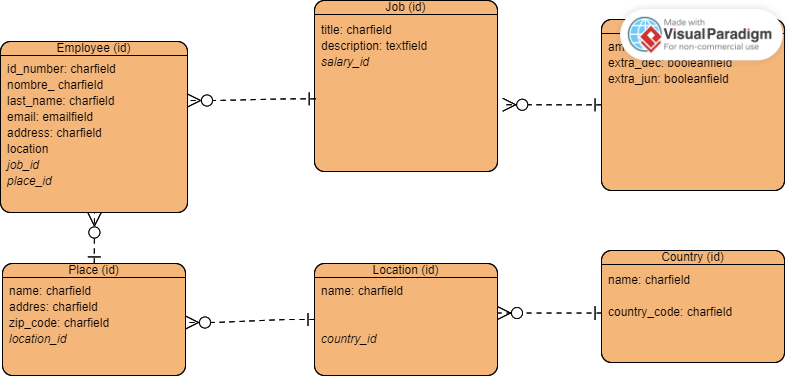 Employee (id)
id_number: charfield
nombre_ charfield
last_name: charfield
email: emailfield
address: charfield
location
job_id
place_id
Job (id)
title: charfield
description: textfield
salary_id
Made with
Visual Paradigm
For non-commercial use
am
extra_dec: booleanfield
extra_jun: booleanfield
Place (id)
name: charfield
addres: charfield
zip_code: charfield
location_id
Location (id)
name: charfield
country_id
Country (id)
name: charfield
country_code: charfield